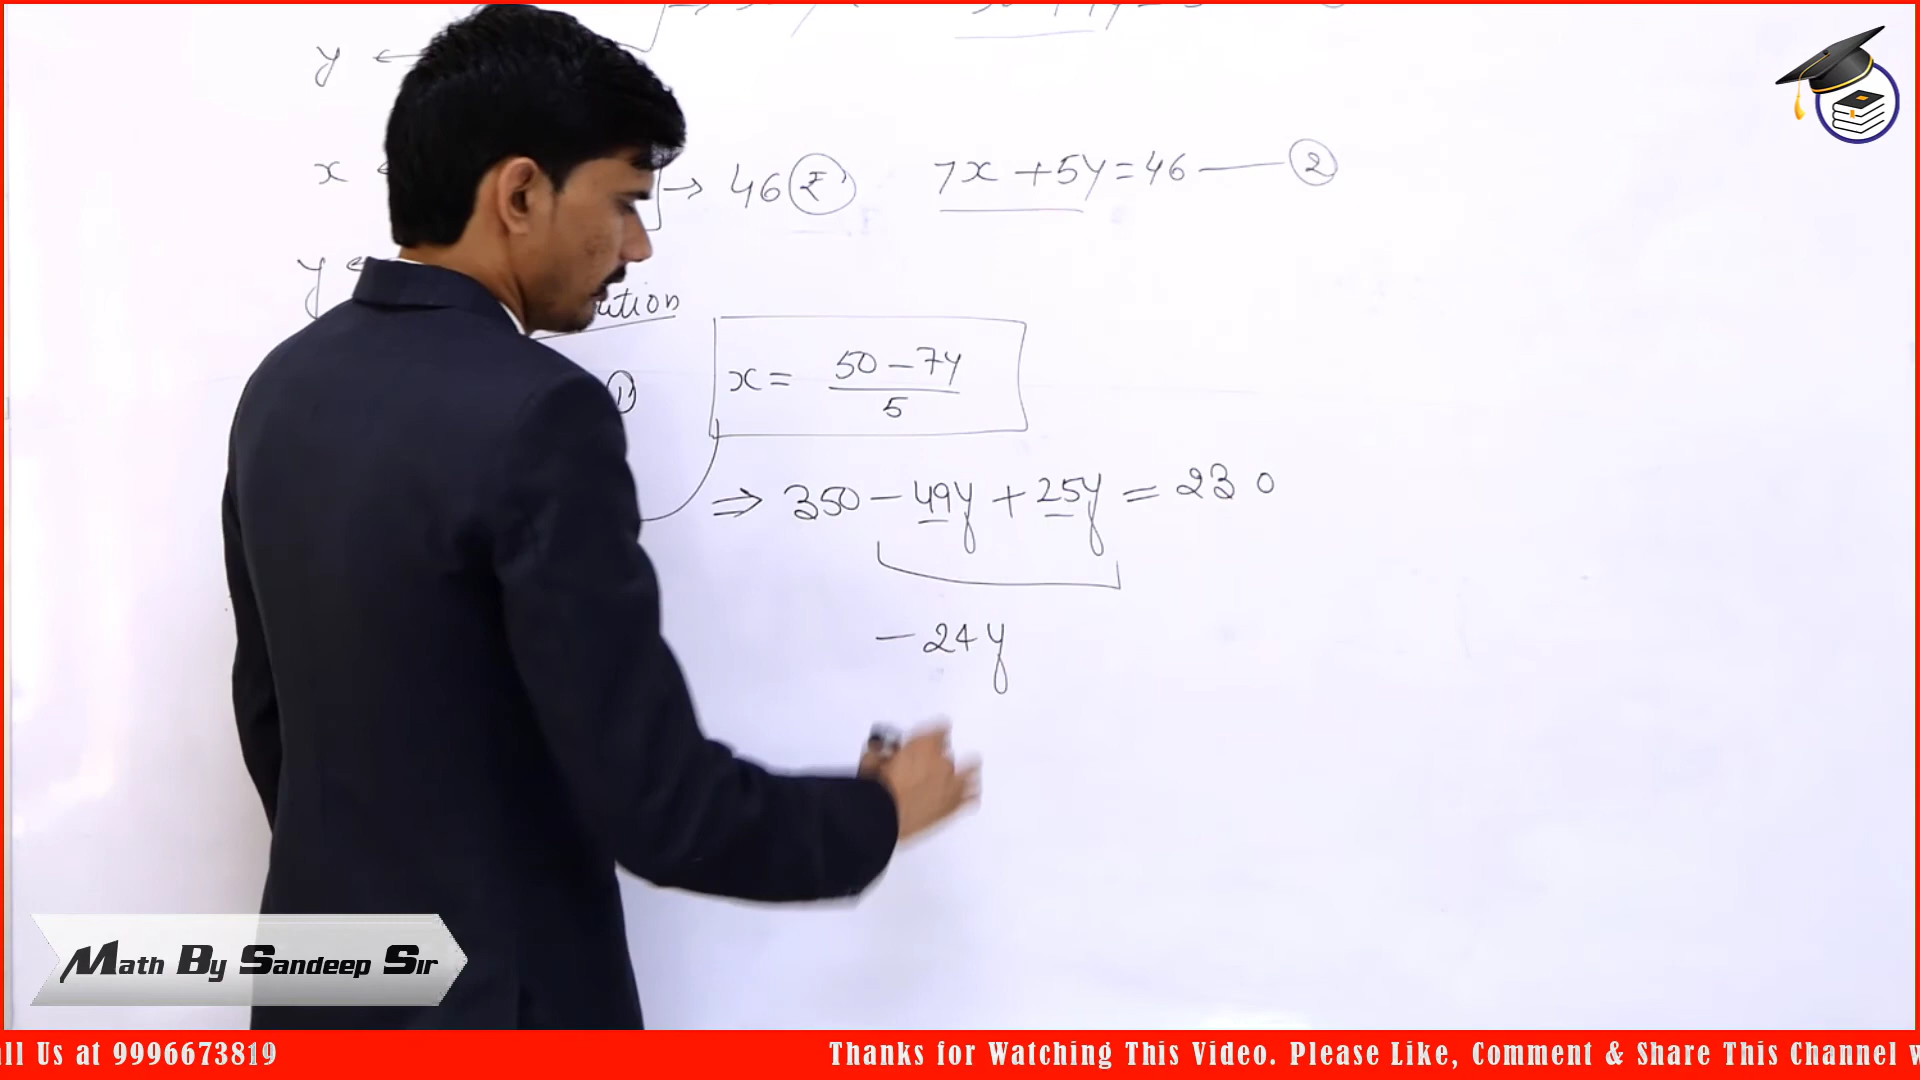 y ←
x
→ 46 ₹ 7x + 5y = 46 —— 2
y ←
ution
1 x = 50 - 7y / 5
⇒ 350 - 49y + 25y = 230
- 24y
Math By Sandeep Sir
all Us at 9996673819 Thanks for Watching This Video. Please Like, Comment & Share This Channel w